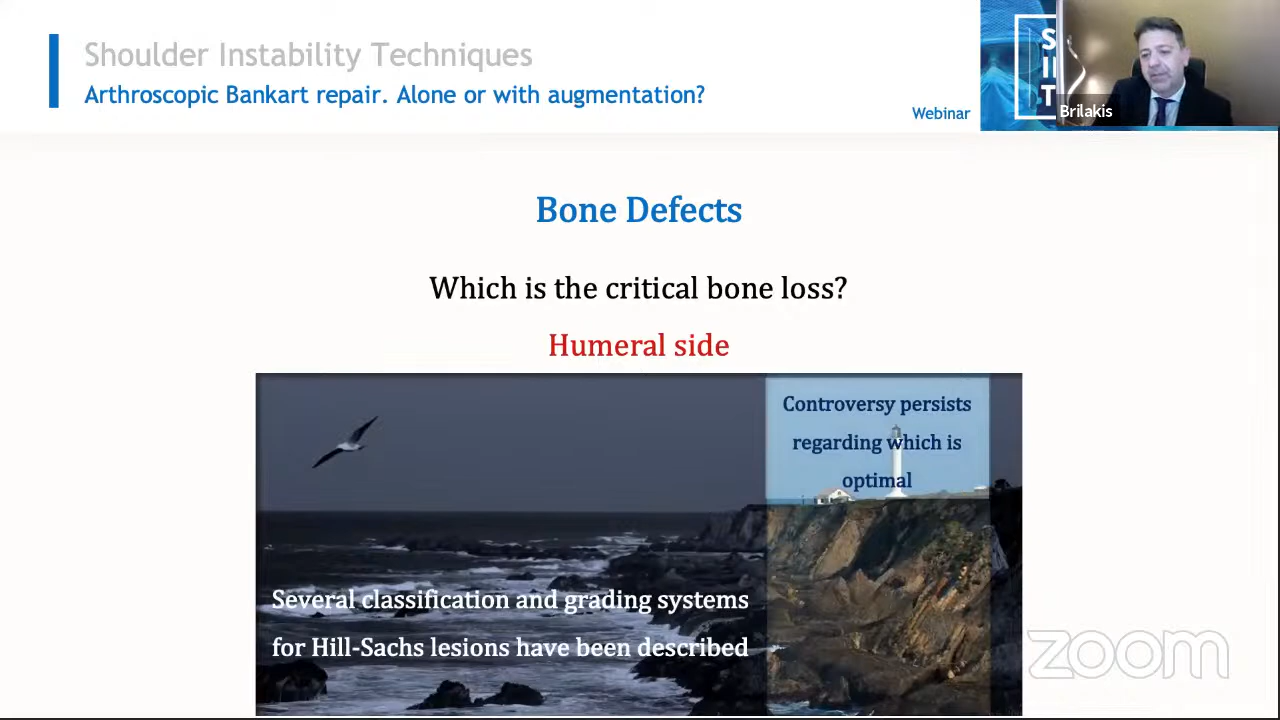 Shoulder Instability Techniques
Arthroscopic Bankart repair. Alone or with augmentation?
Webinar
S
I
T
Brilakis
Bone Defects
Which is the critical bone loss?
Humeral side
Controversy persists
regarding which is
optimal
Several classification and grading systems
for Hill-Sachs lesions have been described
zoom